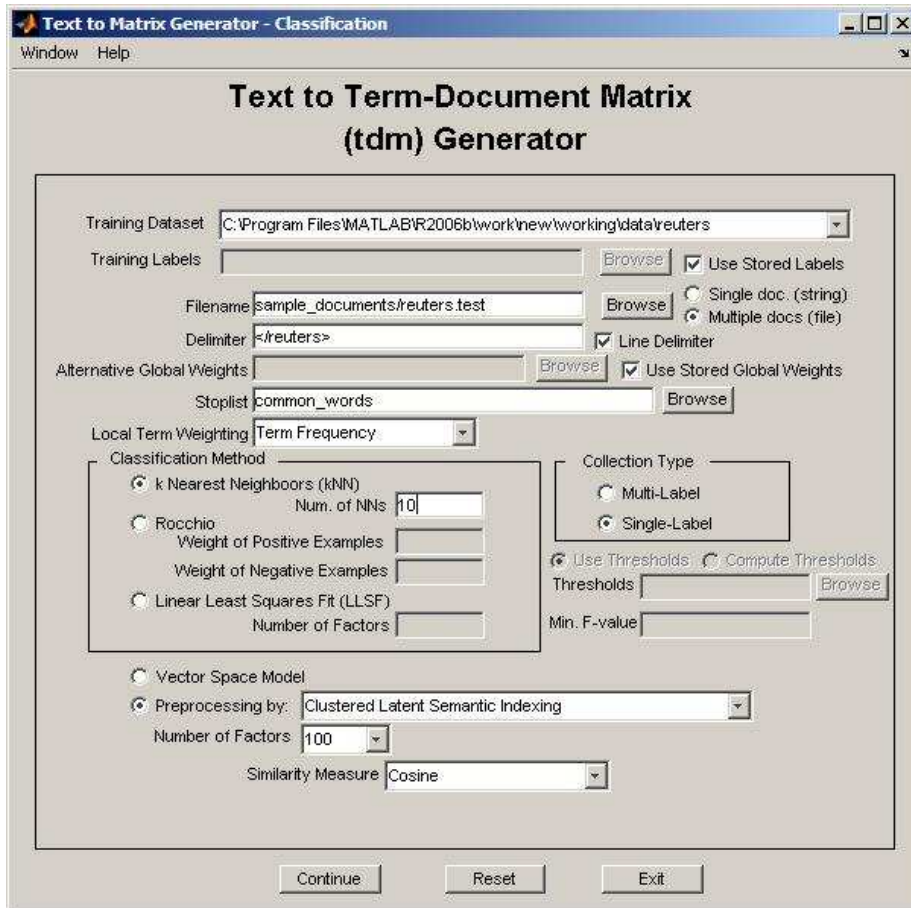 Text to Matrix Generator - Classification
Window Help
Text to Term-Document Matrix
(tdm) Generator
Training Dataset C:\Program Files\MATLAB\R2006b\work\new\working\data\reuters
Training Labels Browse Use Stored Labels
Filename sample_documents/reuters.test Browse Single doc. (string)
Multiple docs (file)
Delimiter </reuters> Line Delimiter
Alternative Global Weights Browse Use Stored Global Weights
Stoplist common_words Browse
Local Term Weighting Term Frequency
Classification Method
k Nearest Neighboors (kNN)
Num. of NNs 10
Rocchio
Weight of Positive Examples
Weight of Negative Examples
Linear Least Squares Fit (LLSF)
Number of Factors
Collection Type
Multi-Label
Single-Label
Use Thresholds Compute Thresholds
Thresholds Browse
Min. F-value
Vector Space Model
Preprocessing by: Clustered Latent Semantic Indexing
Number of Factors 100
Similarity Measure Cosine
Continue Reset Exit